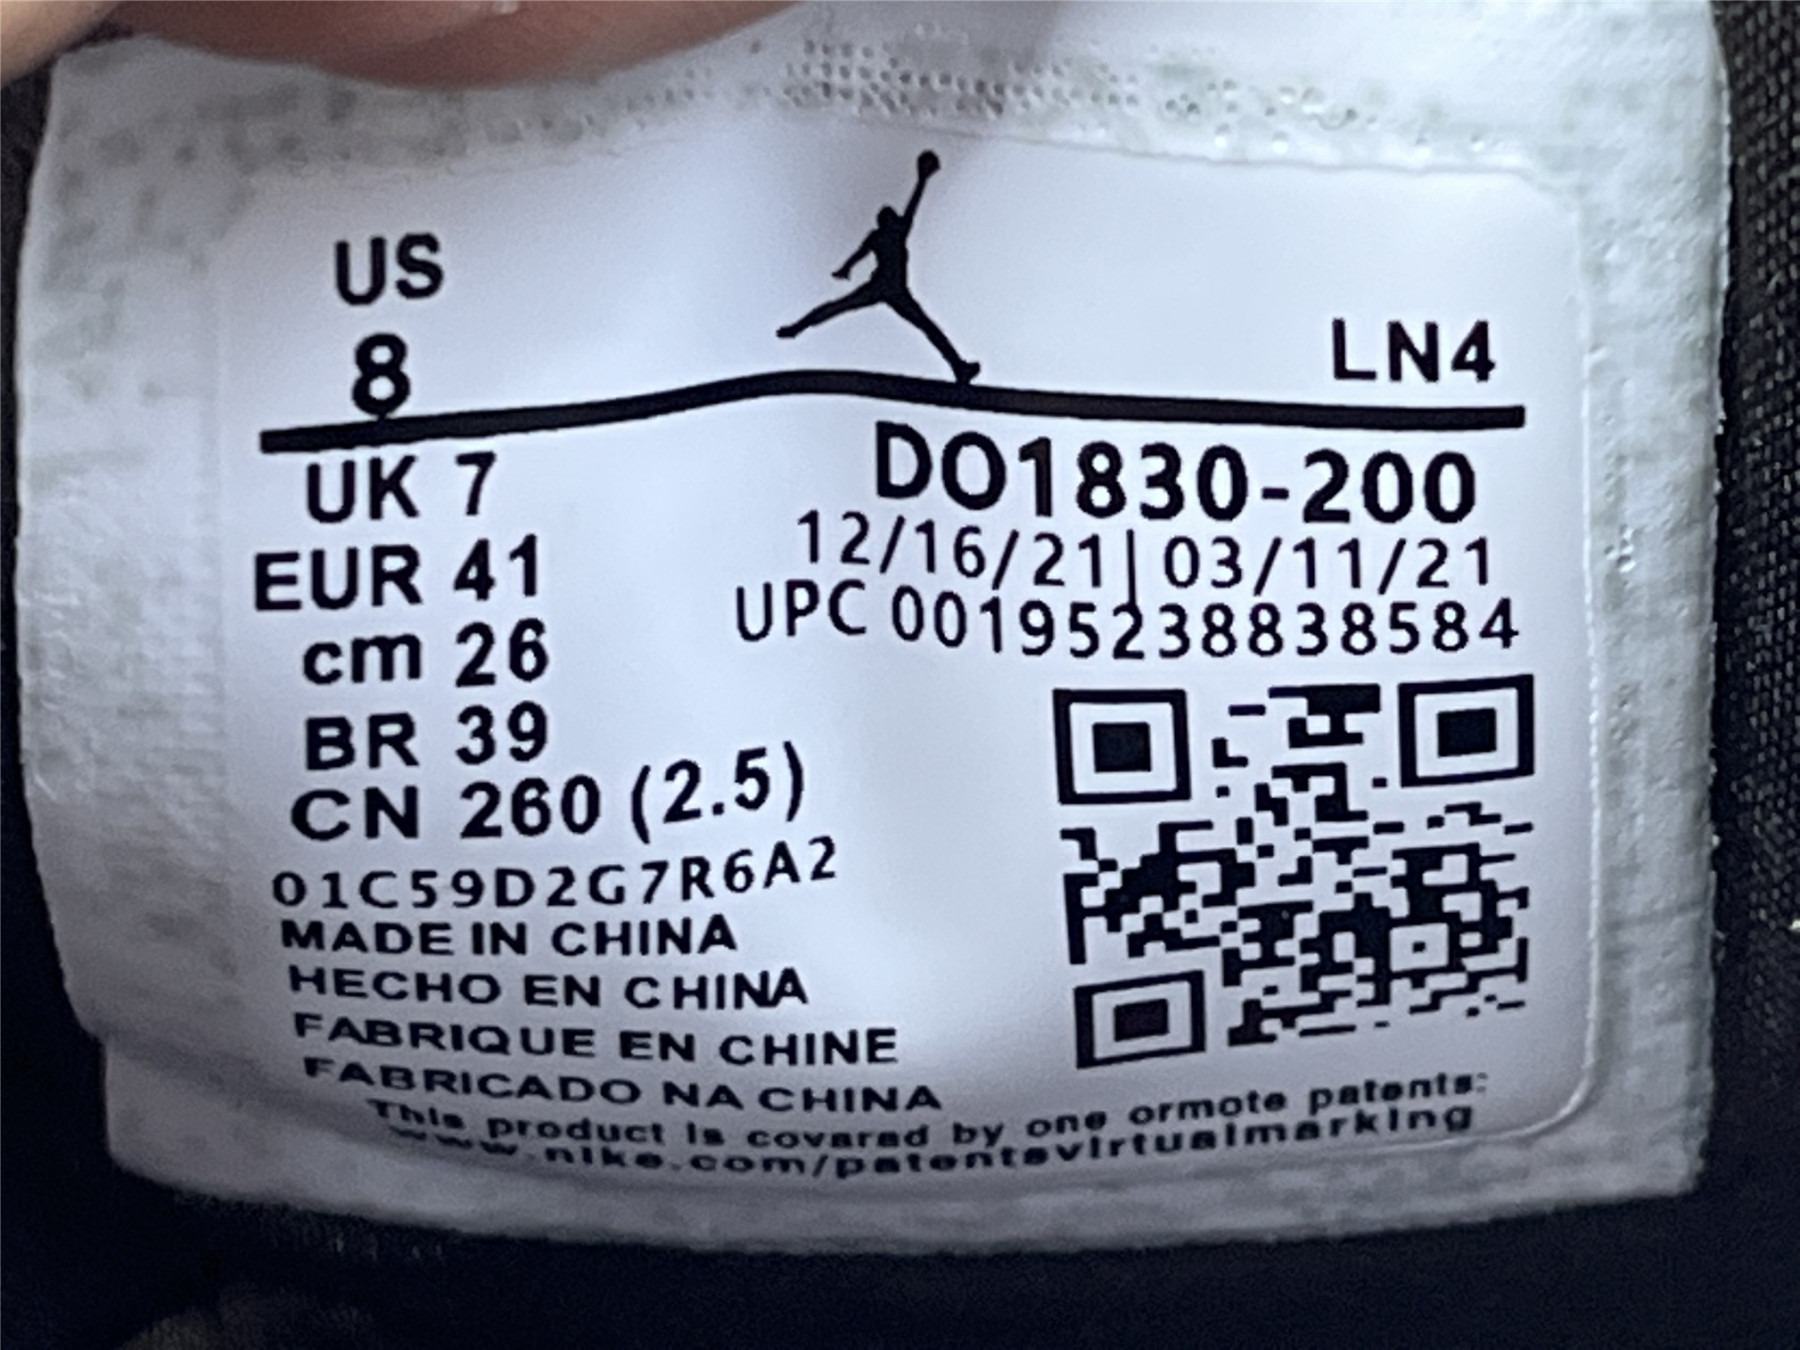 US
8
LN4
UK 7
EUR 41
cm 26
BR 39
CN 260 (2.5)
DO1830-200
12/16/21| 03/11/21
UPC 00195238838584
01C59D2G7R6A2
MADE IN CHINA
HECHO EN CHINA
FABRIQUE EN CHINE
FABRICADO NA CHINA
This product is covarad by one ormote patents:
www.nike.com/patentsvirtualmarking